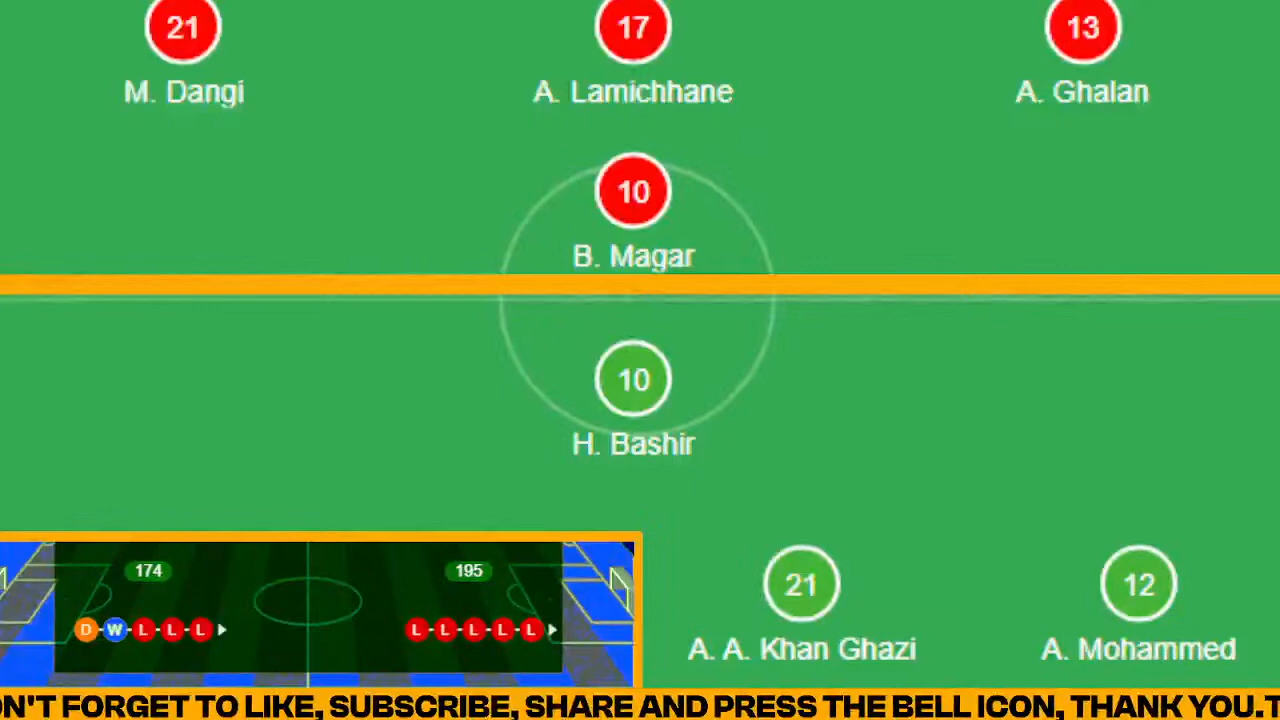 21 17 13
M. Dangi A. Lamichhane A. Ghalan
10
B. Magar
10
H. Bashir
21 12
A. A. Khan Ghazi A. Mohammed
174 195
D W L L L L L L L L
ON'T FORGET TO LIKE, SUBSCRIBE, SHARE AND PRESS THE BELL ICON, THANK YOU.T